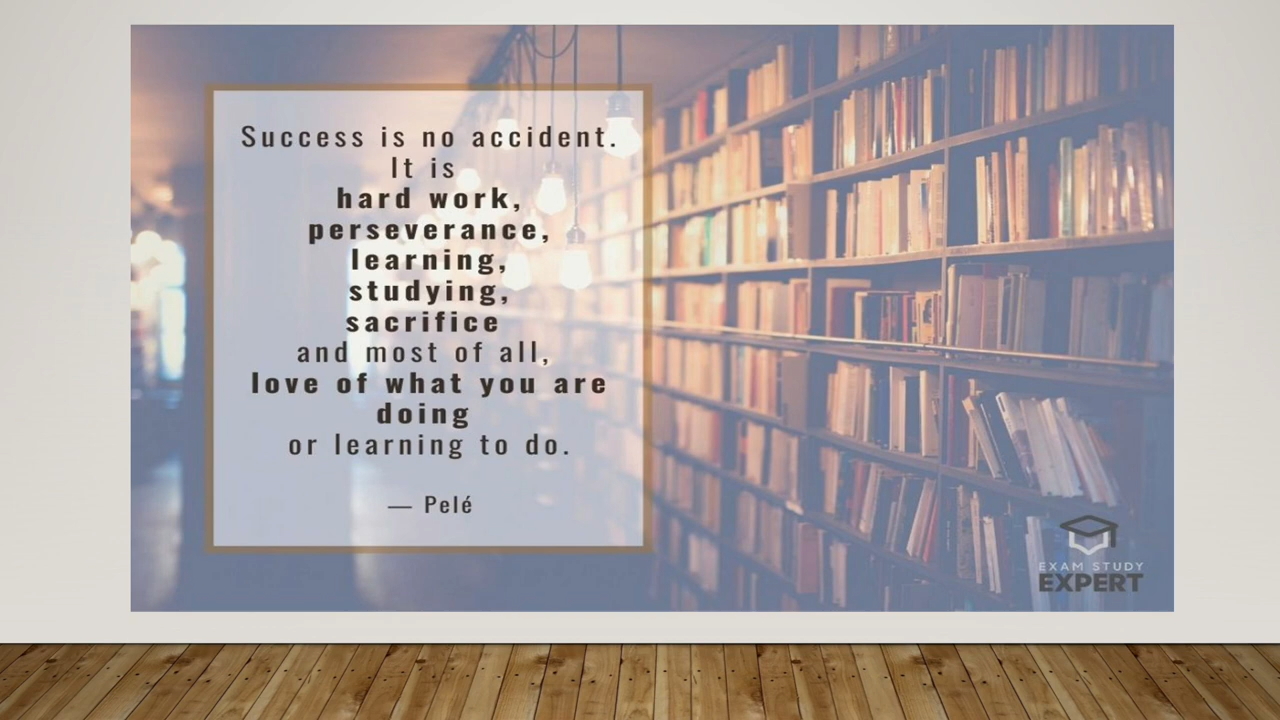 Success is no accident.
It is
hard work,
perseverance,
learning,
studying,
sacrifice
and most of all,
love of what you are
doing
or learning to do.
— Pelé
EXAM STUDY
EXPERT